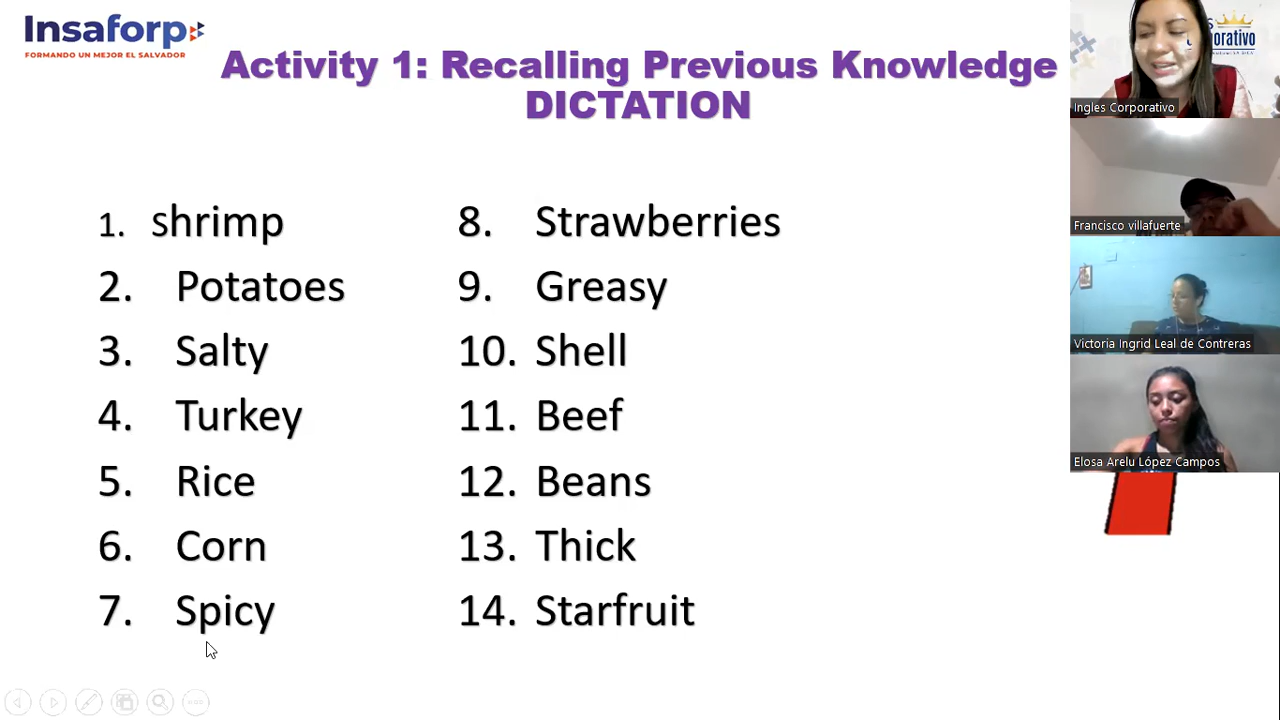 Insaforp
FORMANDO UN MEJOR EL SALVADOR
Activity 1: Recalling Previous Knowledge
DICTATION
1. Shrimp
2. Potatoes
3. Salty
4. Turkey
5. Rice
6. Corn
7. Spicy
8. Strawberries
9. Greasy
10. Shell
11. Beef
12. Beans
13. Thick
14. Starfruit
Ingles Corporativo
Francisco villafuerte
Victoria Ingrid Leal de Contreras
Elosa Arelu López Campos